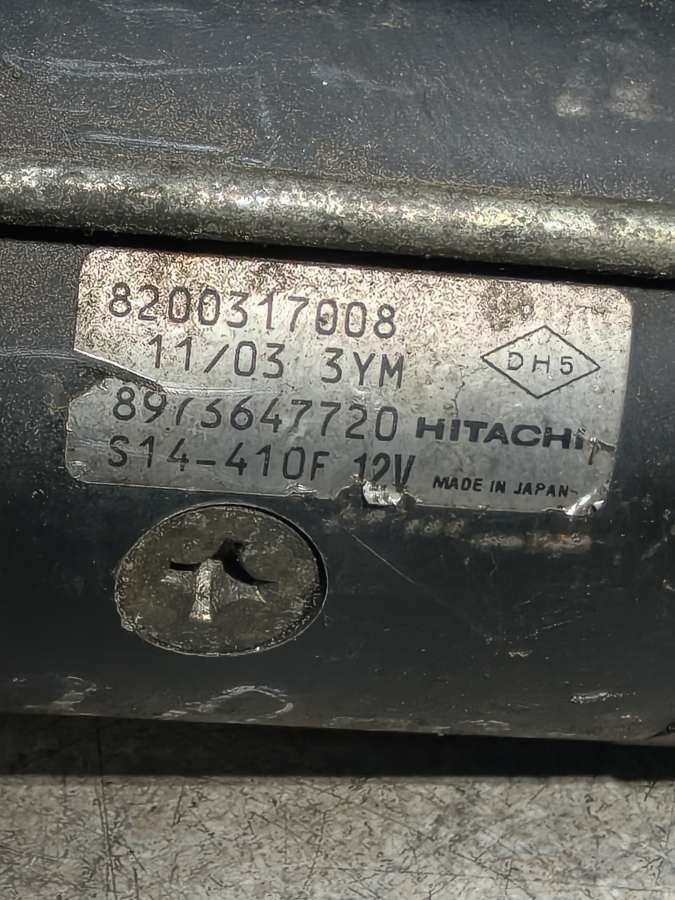 8200317008
11/03 3YM
DH5
8973647720 HITACHI
S14-410F 12V MADE IN JAPAN